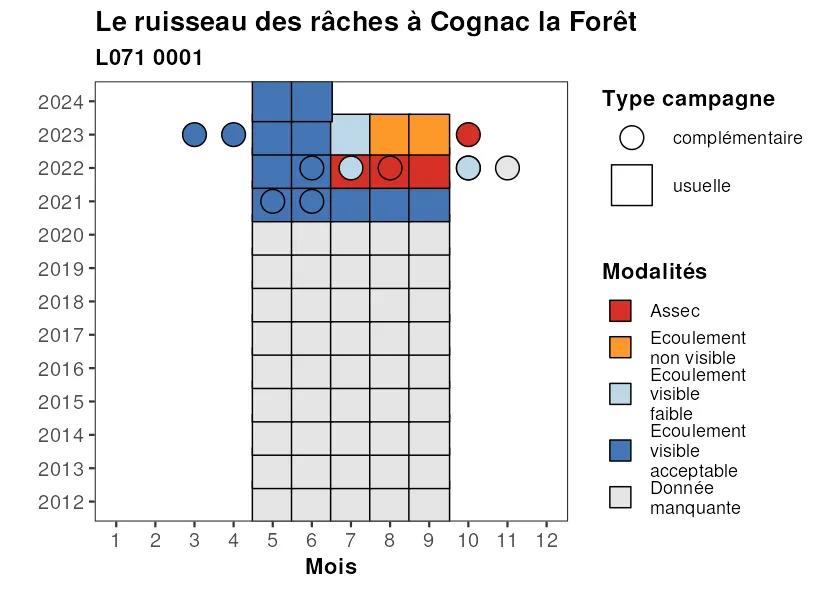 Le ruisseau des râches à Cognac la Forêt
L071 0001
2024
2023
2022
2021
2020
2019
2018
2017
2016
2015
2014
2013
2012
1 2 3 4 5 6 7 8 9 10 11 12
Mois
Type campagne
complémentaire
usuelle
Modalités
Assec
Ecoulement
non visible
Ecoulement
visible
faible
Ecoulement
visible
acceptable
Donnée
manquante